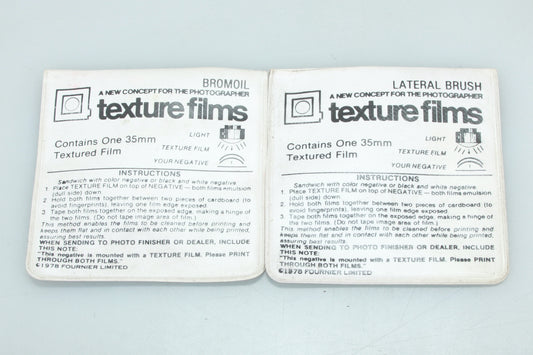 BROMOIL
A NEW CONCEPT FOR THE PHOTOGRAPHER
texture films
Contains One 35mm
Textured Film
LIGHT
TEXTURE FILM
YOUR NEGATIVE
INSTRUCTIONS
Sandwich with color negative or black and white negative
1. Place TEXTURE FILM on top of NEGATIVE — both films emulsion
(dull side) down.
2. Hold both films together between two pieces of cardboard (to
avoid fingerprints), leaving one film edge exposed.
3. Tape both films together on the exposed edge, making a hinge of
the two films. (Do not tape image area of film.)
This method enables the films to be cleaned before printing and
keeps them flat and in contact with each other while being printed,
assuring best results.
WHEN SENDING TO PHOTO FINISHER OR DEALER, INCLUDE
THIS NOTE:
"This negative is mounted with a TEXTURE FILM. Please PRINT
THROUGH BOTH FILMS."
©1978 FOURNIER LIMITED
LATERAL BRUSH
A NEW CONCEPT FOR THE PHOTOGRAPHER
texture films
Contains One 35mm
Textured Film
LIGHT
TEXTURE FILM
YOUR NEGATIVE
INSTRUCTIONS
Sandwich with color negative or black and white negative
1. Place TEXTURE FILM on top of NEGATIVE — both films emulsion
(dull side) down.
2. Hold both films together between two pieces of cardboard (to
avoid fingerprints), leaving one film edge exposed.
3. Tape both films together on the exposed edge, making a hinge of
the two films. (Do not tape image area of film.)
This method enables the films to be cleaned before printing and
keeps them flat and in contact with each other while being printed,
assuring best results.
WHEN SENDING TO PHOTO FINISHER OR DEALER, INCLUDE
THIS NOTE:
"This negative is mounted with a TEXTURE FILM. Please PRINT
THROUGH BOTH FILMS."
©1978 FOURNIER LIMITED